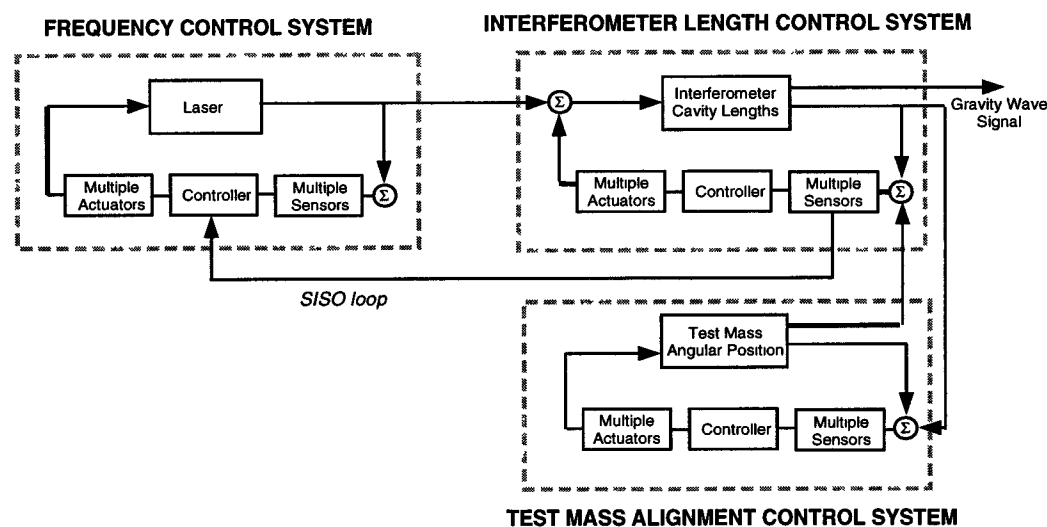 FREQUENCY CONTROL SYSTEM
Laser
Multiple
Actuators
Controller
Multiple
Sensors
Σ
SISO loop
INTERFEROMETER LENGTH CONTROL SYSTEM
Σ
Interferometer
Cavity Lengths
Gravity Wave
Signal
Multiple
Actuators
Controller
Multiple
Sensors
Σ
Test Mass
Angular Position
Multiple
Actuators
Controller
Multiple
Sensors
Σ
TEST MASS ALIGNMENT CONTROL SYSTEM